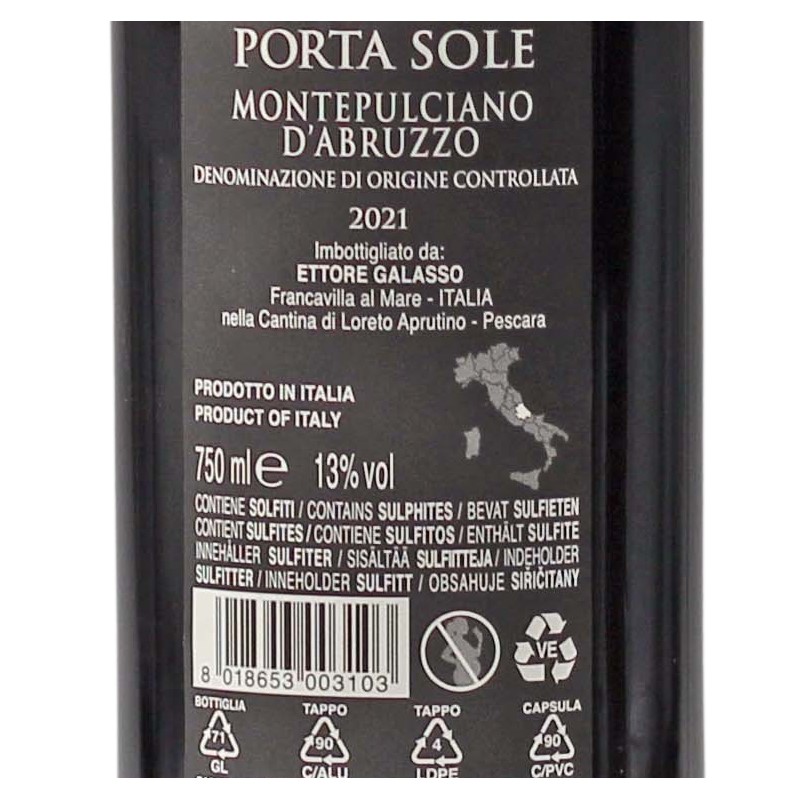 PORTA SOLE
MONTEPULCIANO
D'ABRUZZO
DENOMINAZIONE DI ORIGINE CONTROLLATA
2021
Imbottigliato da:
ETTORE GALASSO
Francavilla al Mare - ITALIA
nella Cantina di Loreto Aprutino - Pescara
PRODOTTO IN ITALIA
PRODUCT OF ITALY
750 ml e 13% vol
CONTIENE SOLFITI / CONTAINS SULPHITES / BEVAT SULFIETEN
CONTIENT SULFITES / CONTIENE SULFITOS / ENTHÄLT SULFITE
INNEHÅLLER SULFITER / SISÄLTÄÄ SULFIITTEJA / INDEHOLDER
SULFITTER / INNEHOLDER SULFITT / OBSAHUJE SIŘIČITANY
VE
8 018653 003103
BOTTIGLIA TAPPO TAPPO CAPSULA
71 90 4 90
GL C/ALU LDPE C/PVC